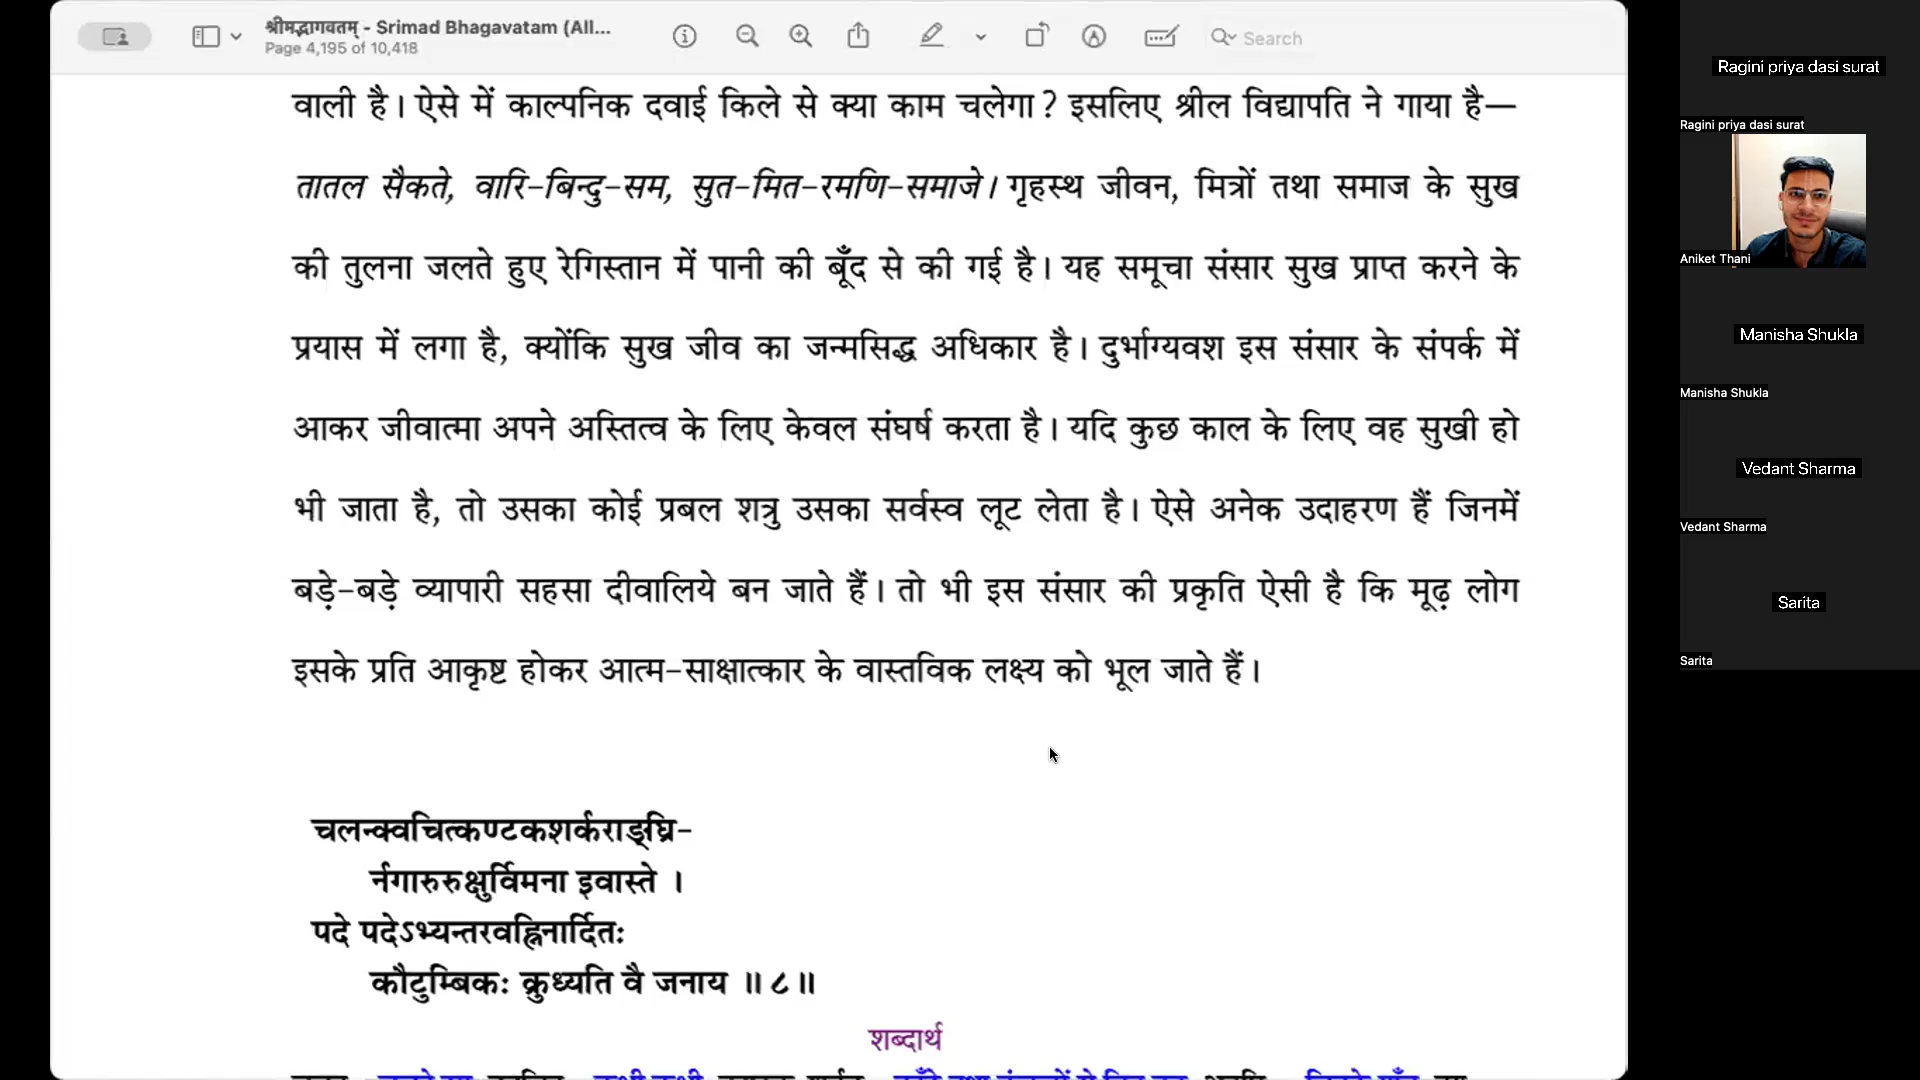 श्रीमद्भागवतम् - Srimad Bhagavatam (All...
Page 4,195 of 10,418
Search
वाली है। ऐसे में काल्पनिक दवाई किले से क्या काम चलेगा? इसलिए श्रील विद्यापति ने गाया है—
तातल सैकते, वारि-बिन्दु-सम, सुत-मित-रमणि-समाजे। गृहस्थ जीवन, मित्रों तथा समाज के सुख
की तुलना जलते हुए रेगिस्तान में पानी की बूँद से की गई है। यह समूचा संसार सुख प्राप्त करने के
प्रयास में लगा है, क्योंकि सुख जीव का जन्मसिद्ध अधिकार है। दुर्भाग्यवश इस संसार के संपर्क में
आकर जीवात्मा अपने अस्तित्व के लिए केवल संघर्ष करता है। यदि कुछ काल के लिए वह सुखी हो
भी जाता है, तो उसका कोई प्रबल शत्रु उसका सर्वस्व लूट लेता है। ऐसे अनेक उदाहरण हैं जिनमें
बड़े-बड़े व्यापारी सहसा दीवालिये बन जाते हैं। तो भी इस संसार की प्रकृति ऐसी है कि मूढ़ लोग
इसके प्रति आकृष्ट होकर आत्म-साक्षात्कार के वास्तविक लक्ष्य को भूल जाते हैं।
चलन्क्वचित्कण्टकशर्कराङ्घ्रि-
र्नगारुरुक्षुर्विमना इवास्ते ।
पदे पदेऽभ्यन्तरवह्निनार्दितः
कौटुम्बिकः क्रुध्यति वै जनाय ॥ ८ ॥
शब्दार्थ
Ragini priya dasi surat
Ragini priya dasi surat
Aniket Thani
Manisha Shukla
Manisha Shukla
Vedant Sharma
Vedant Sharma
Sarita
Sarita